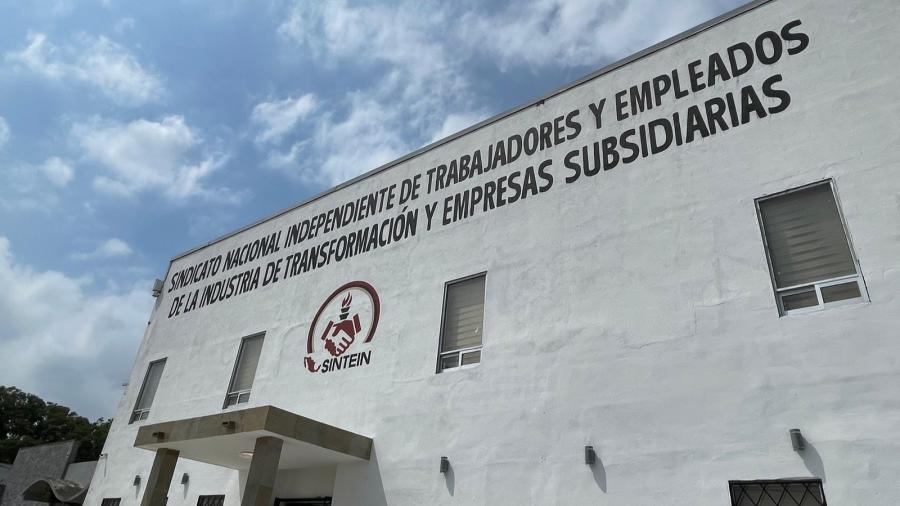 SINDICATO NACIONAL INDEPENDIENTE DE TRABAJADORES Y EMPLEADOS
DE LA INDUSTRIA DE TRANSFORMACIÓN Y EMPRESAS SUBSIDIARIAS
SINTEIN